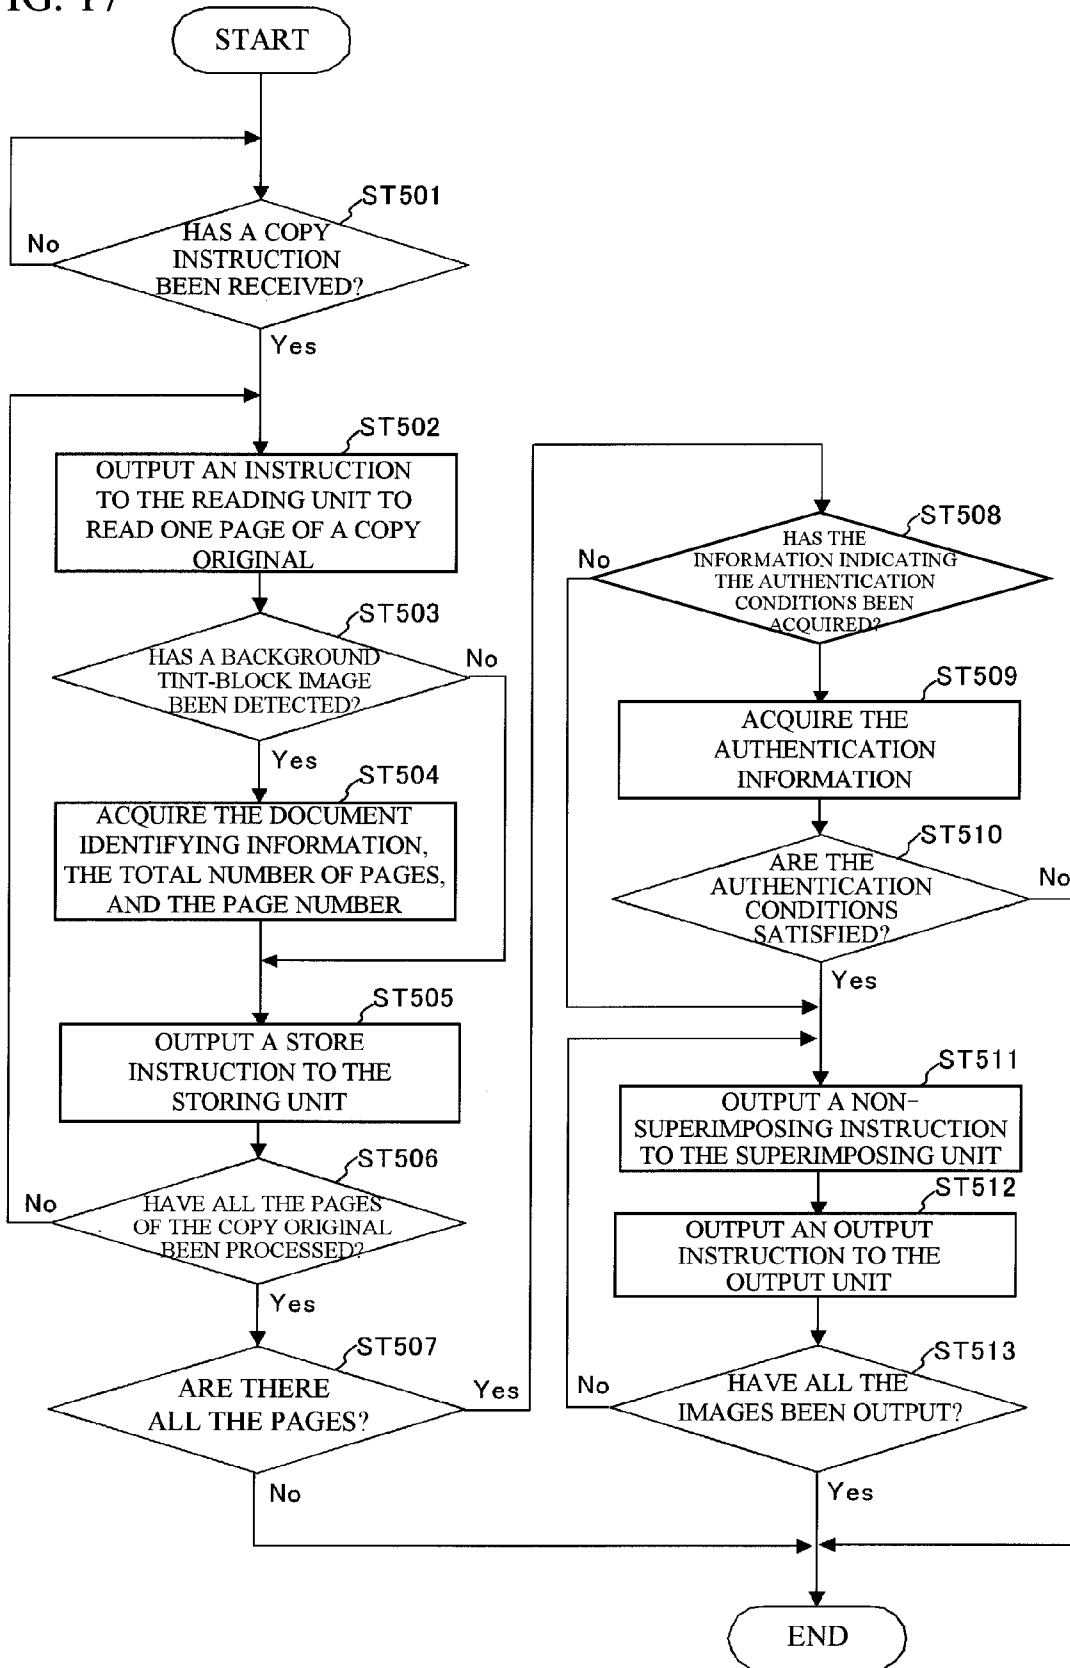 IG. 17
START
ST501
HAS A COPY
INSTRUCTION
BEEN RECEIVED?
No
Yes
ST502
OUTPUT AN INSTRUCTION
TO THE READING UNIT TO
READ ONE PAGE OF A COPY
ORIGINAL
ST503
HAS A BACKGROUND
TINT-BLOCK IMAGE
BEEN DETECTED?
No
Yes
ST504
ACQUIRE THE DOCUMENT
IDENTIFYING INFORMATION,
THE TOTAL NUMBER OF PAGES,
AND THE PAGE NUMBER
ST505
OUTPUT A STORE
INSTRUCTION TO THE
STORING UNIT
ST506
No
HAVE ALL THE PAGES
OF THE COPY ORIGINAL
BEEN PROCESSED?
Yes
ST507
ARE THERE
ALL THE PAGES?
Yes
No
ST508
No
HAS THE
INFORMATION INDICATING
THE AUTHENTICATION
CONDITIONS BEEN
ACQUIRED?
ST509
ACQUIRE THE
AUTHENTICATION
INFORMATION
ST510
ARE THE
AUTHENTICATION
CONDITIONS
SATISFIED?
No
Yes
ST511
OUTPUT A NON-
SUPERIMPOSING INSTRUCTION
TO THE SUPERIMPOSING UNIT
ST512
OUTPUT AN OUTPUT
INSTRUCTION TO THE
OUTPUT UNIT
ST513
No
HAVE ALL THE
IMAGES BEEN OUTPUT?
Yes
END